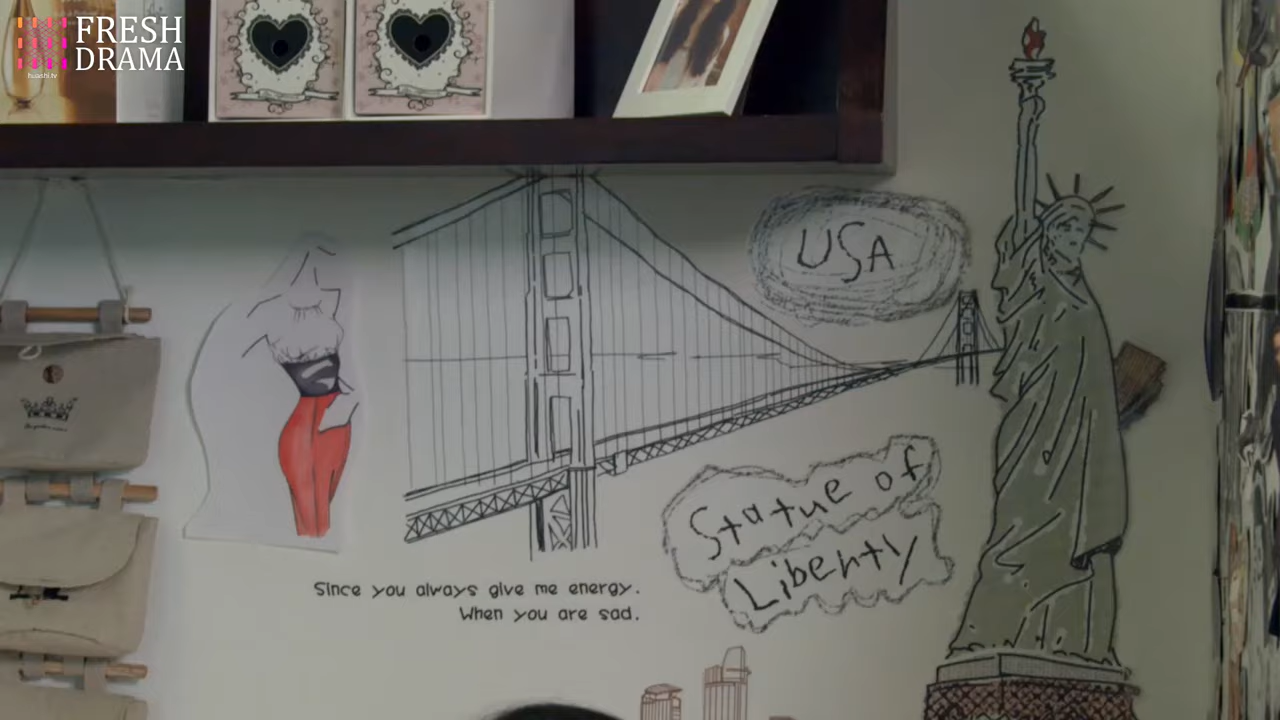 FRESH
DRAMA
USA
Statue of
Liberty
Since you always give me energy.
When you are sad.